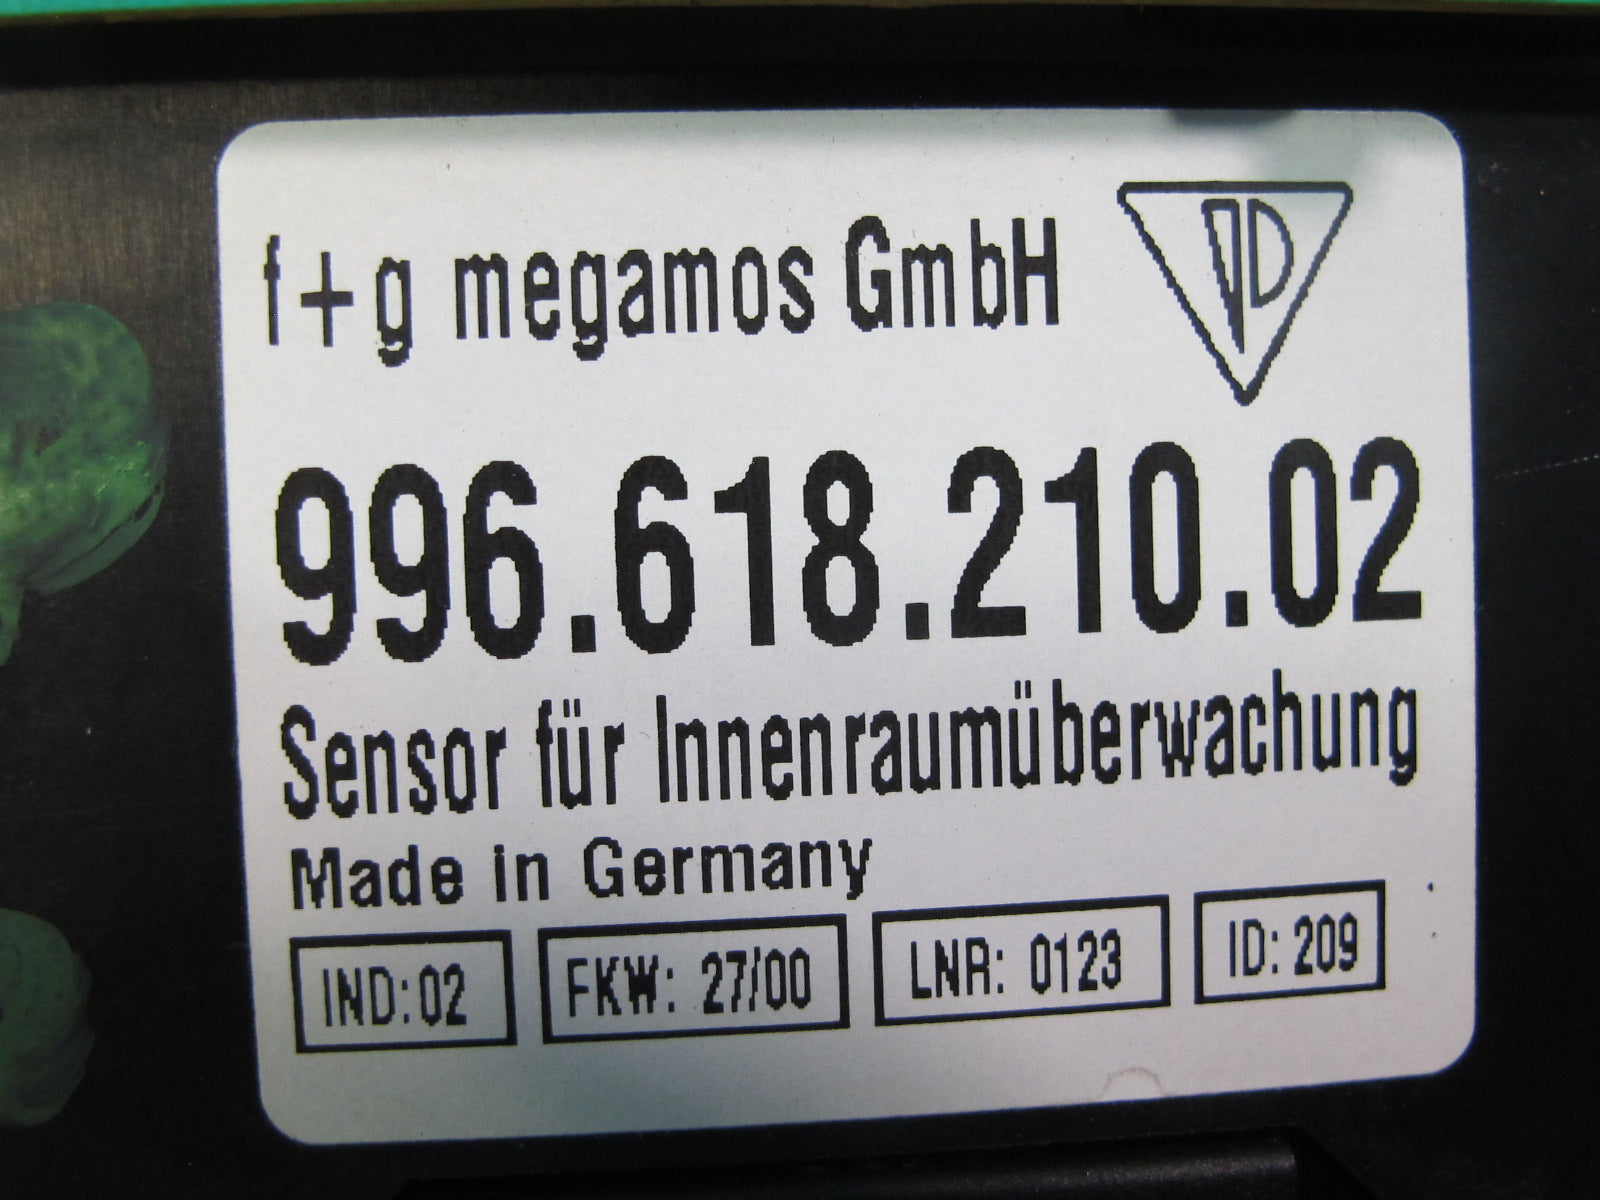 f+g megamos GmbH
996.618.210.02
Sensor für Innenraumüberwachung
Made in Germany
IND:02 FKW: 27/00 LNR: 0123 ID: 209